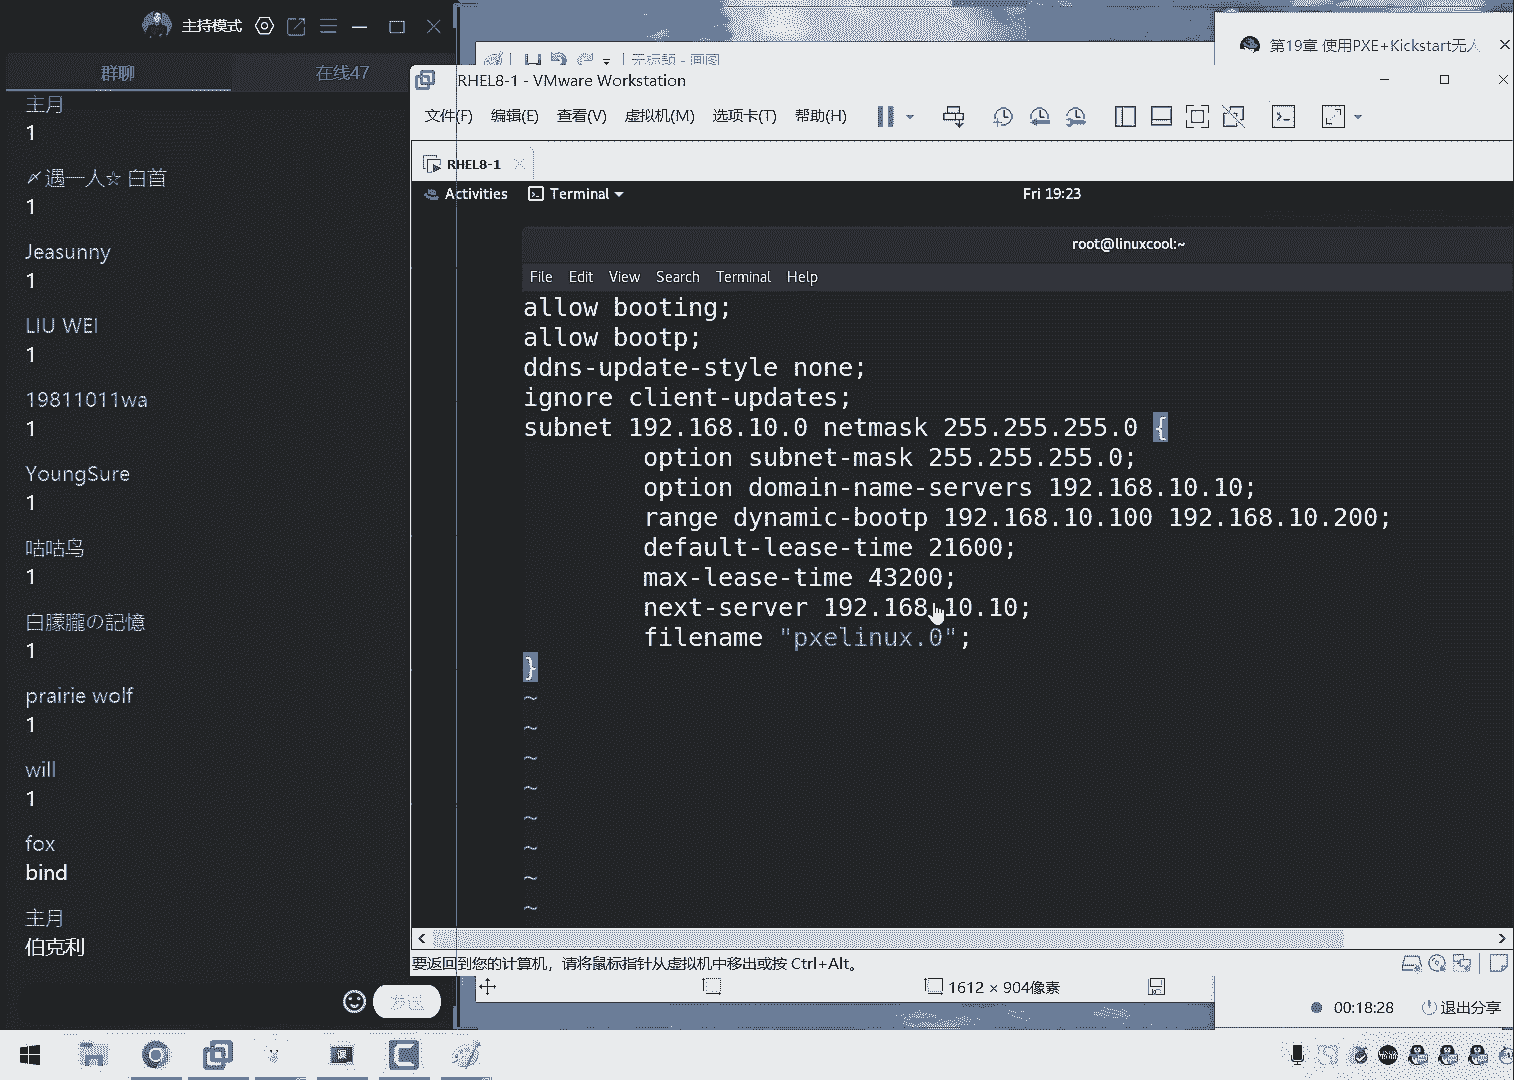 主持模式
群聊
在线47
主月
1
〆遇一人☆ 白首
1
Jeasunny
1
LIU WEI
1
19811011wa
1
YoungSure
1
咕咕鸟
1
白朦朧の記憶
1
prairie wolf
1
will
1
fox
bind
主月
伯克利
发送
无标题 - 画图
第19章 使用PXE+Kickstart无人
RHEL8-1 - VMware Workstation
文件(F) 编辑(E) 查看(V) 虚拟机(M) 选项卡(T) 帮助(H)
RHEL8-1
Activities Terminal Fri 19:23
root@linuxcool:~
File Edit View Search Terminal Help
allow booting;
allow bootp;
ddns-update-style none;
ignore client-updates;
subnet 192.168.10.0 netmask 255.255.255.0 {
option subnet-mask 255.255.255.0;
option domain-name-servers 192.168.10.10;
range dynamic-bootp 192.168.10.100 192.168.10.200;
default-lease-time 21600;
max-lease-time 43200;
next-server 192.168.10.10;
filename "pxelinux.0";
}
~
~
~
~
~
~
~
~
要返回到您的计算机，请将鼠标指针从虚拟机中移出或按 Ctrl+Alt。
1612 × 904像素
00:18:28 退出分享